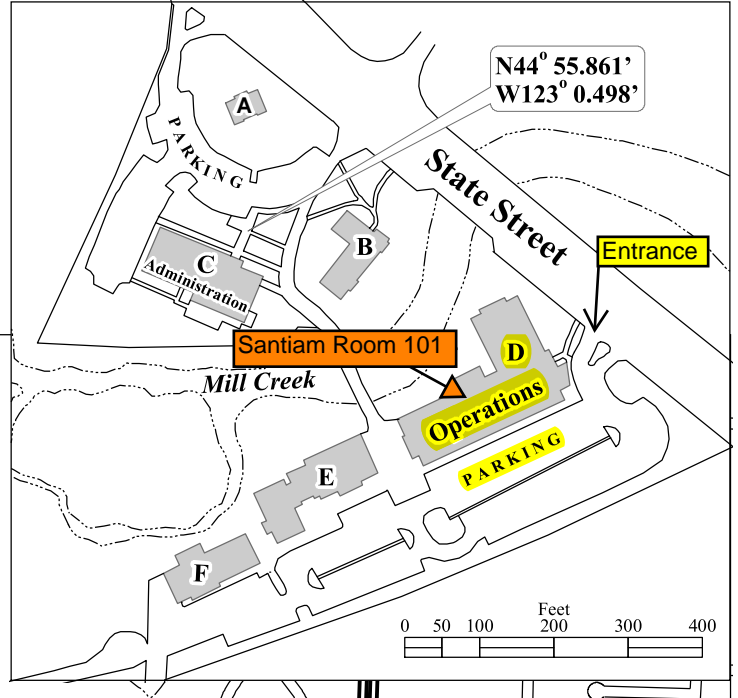 A
N44° 55.861'
W123° 0.498'
PARKING
State Street
B
C
Administration
Entrance
Santiam Room 101
D
Mill Creek
Operations
PARKING
E
F
Feet
0 50 100 200 300 400